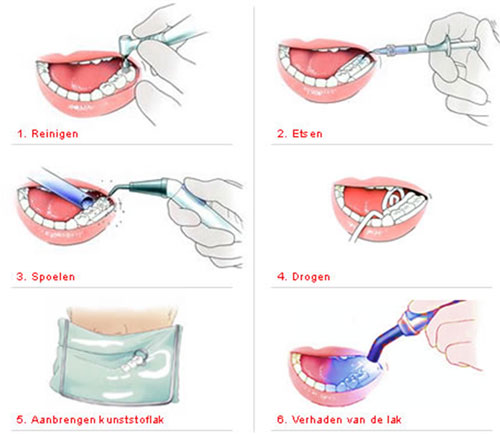 1. Reinigen
2. Etsen
3. Spoelen
4. Drogen
5. Aanbrengen kunststoflak
6. Verhaden van de lak